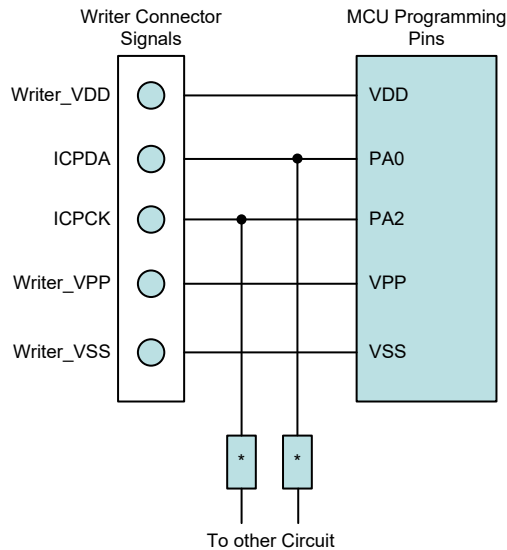 Writer Connector
Signals
MCU Programming
Pins
Writer_VDD
VDD
ICPDA
PA0
ICPCK
PA2
Writer_VPP
VPP
Writer_VSS
VSS
*
*
To other Circuit